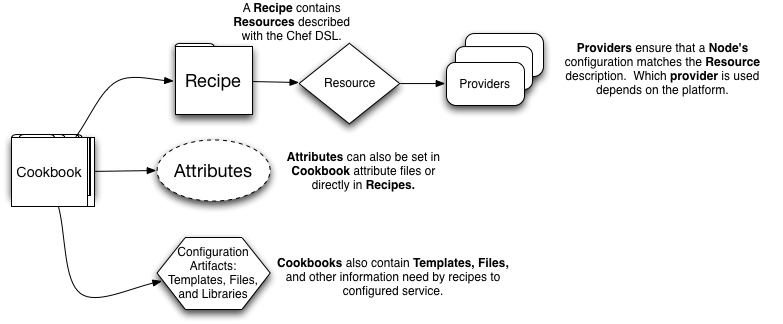 A Recipe contains
Resources described
with the Chef DSL.
Recipe
Resource
Providers
Providers ensure that a Node's
configuration matches the Resource
description. Which provider is used
depends on the platform.
Cookbook
Attributes
Attributes can also be set in
Cookbook attribute files or
directly in Recipes.
Configuration
Artifacts:
Templates, Files,
and Libraries
Cookbooks also contain Templates, Files,
and other information need by recipes to
configured service.